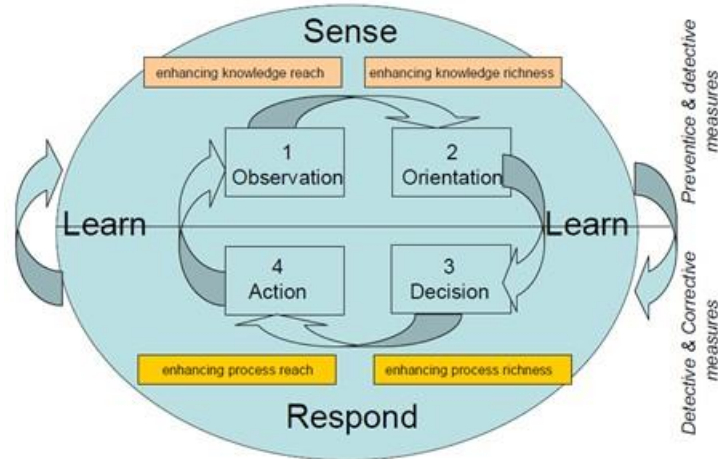 Sense
enhancing knowledge reach
enhancing knowledge richness
1
Observation
2
Orientation
Learn
Learn
4
Action
3
Decision
enhancing process reach
enhancing process richness
Respond
Preventice & detective
measures
Detective & Corrective
measures